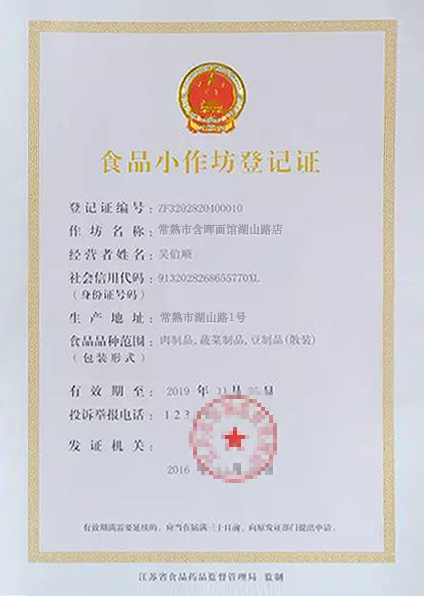 食品小作坊登记证
登记证编号：ZF3202820400010
作坊名称：常熟市含晖面馆湖山路店
经营者姓名：吴伯顺
社会信用代码：91320282686557​70XL
（身份证号码）
生产地址：常熟市湖山路1号
食品品种范围：肉制品,蔬菜制品,豆制品(散装)
（包装形式）
有效期至：2019 年 11 月 日
投诉举报电话：123
发证机关：
2016
有效期满需要延续的，应当在届满三十日前，向原发证部门提出申请。
江苏省食品药品监督管理局 监制